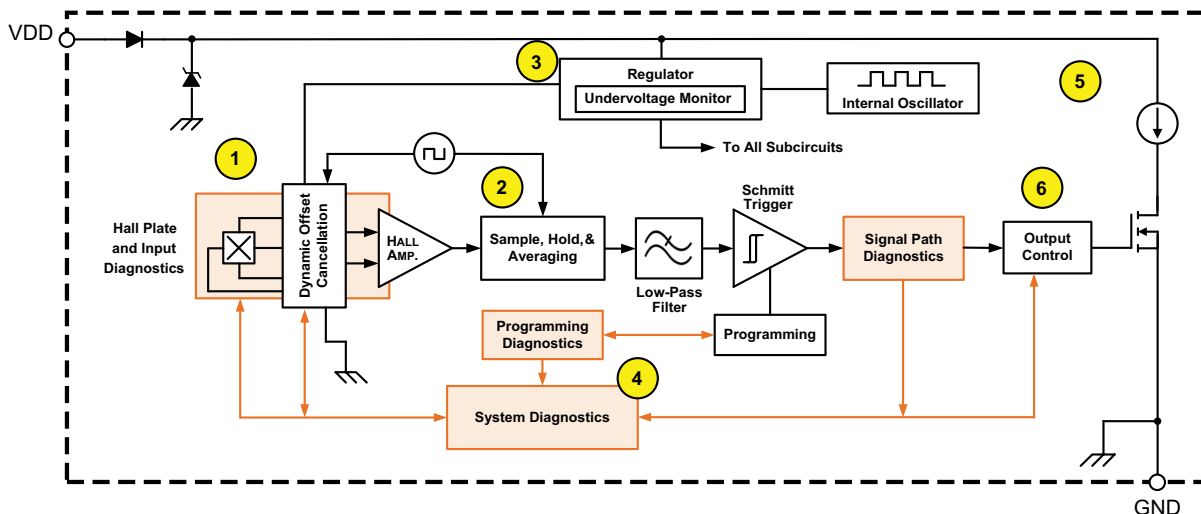 VDD
3
Regulator
Undervoltage Monitor
Internal Oscillator
5
To All Subcircuits
1
2
Schmitt
Trigger
6
Hall Plate
and Input
Diagnostics
Dynamic Offset
Cancellation
HALL
AMP.
Sample, Hold,&
Averaging
Low-Pass
Filter
Signal Path
Diagnostics
Output
Control
Programming
Diagnostics
Programming
4
System Diagnostics
GND